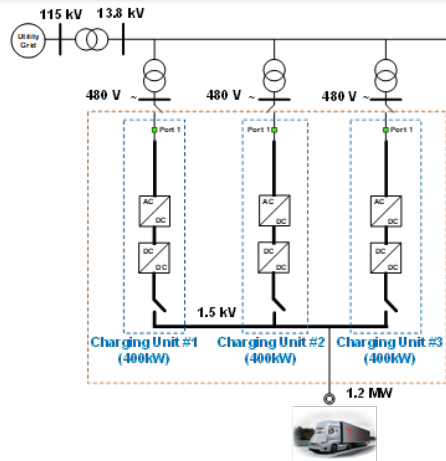 115 kV 13.8 kV
Utility
Grid
480 V ~ 480 V ~ 480 V ~
Port 1 Port 1 Port 1
AC AC AC
DC DC DC
DC DC DC
DC DC DC
1.5 kV
Charging Unit #1 Charging Unit #2 Charging Unit #3
(400kW) (400kW) (400kW)
1.2 MW